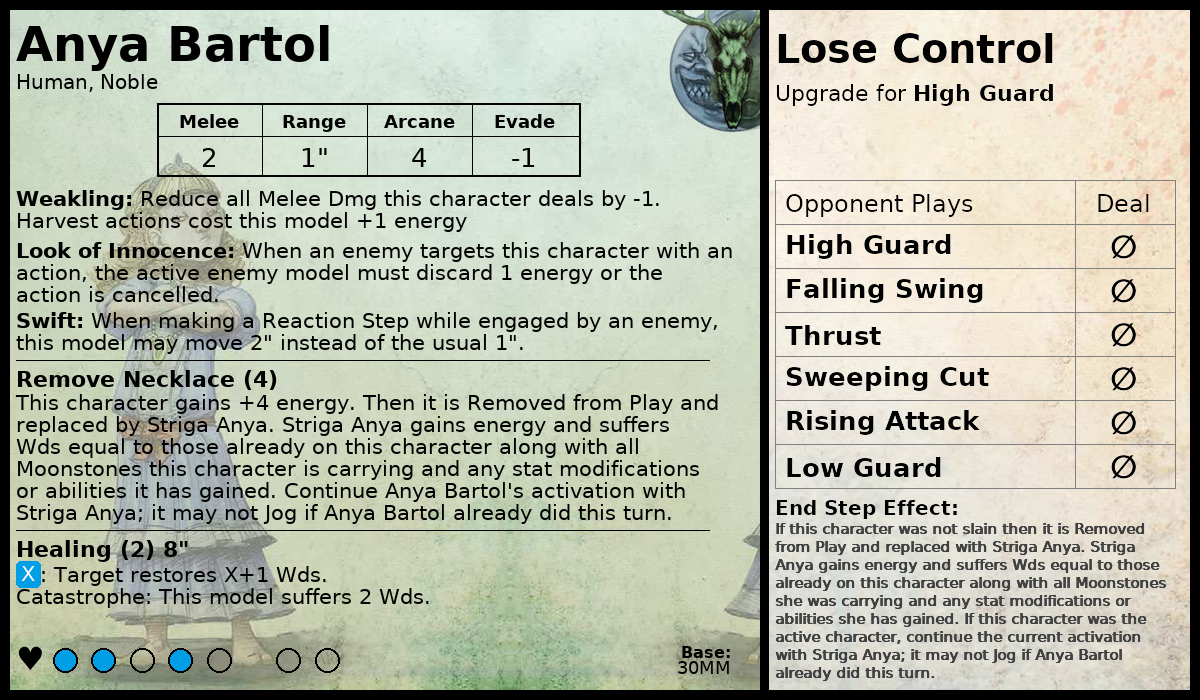 Anya Bartol
Human, Noble
Melee Range Arcane Evade
2 1" 4 -1
Weakling: Reduce all Melee Dmg this character deals by -1.
Harvest actions cost this model +1 energy
Look of Innocence: When an enemy targets this character with an
action, the active enemy model must discard 1 energy or the
action is cancelled.
Swift: When making a Reaction Step while engaged by an enemy,
this model may move 2" instead of the usual 1".
Remove Necklace (4)
This character gains +4 energy. Then it is Removed from Play and
replaced by Striga Anya. Striga Anya gains energy and suffers
Wds equal to those already on this character along with all
Moonstones this character is carrying and any stat modifications
or abilities it has gained. Continue Anya Bartol's activation with
Striga Anya; it may not Jog if Anya Bartol already did this turn.
Healing (2) 8"
X: Target restores X+1 Wds.
Catastrophe: This model suffers 2 Wds.
Base:
30MM
Lose Control
Upgrade for High Guard
Opponent Plays Deal
High Guard ∅
Falling Swing ∅
Thrust ∅
Sweeping Cut ∅
Rising Attack ∅
Low Guard ∅
End Step Effect:
If this character was not slain then it is Removed
from Play and replaced with Striga Anya. Striga
Anya gains energy and suffers Wds equal to those
already on this character along with all Moonstones
she was carrying and any stat modifications or
abilities she has gained. If this character was the
active character, continue the current activation
with Striga Anya; it may not Jog if Anya Bartol
already did this turn.